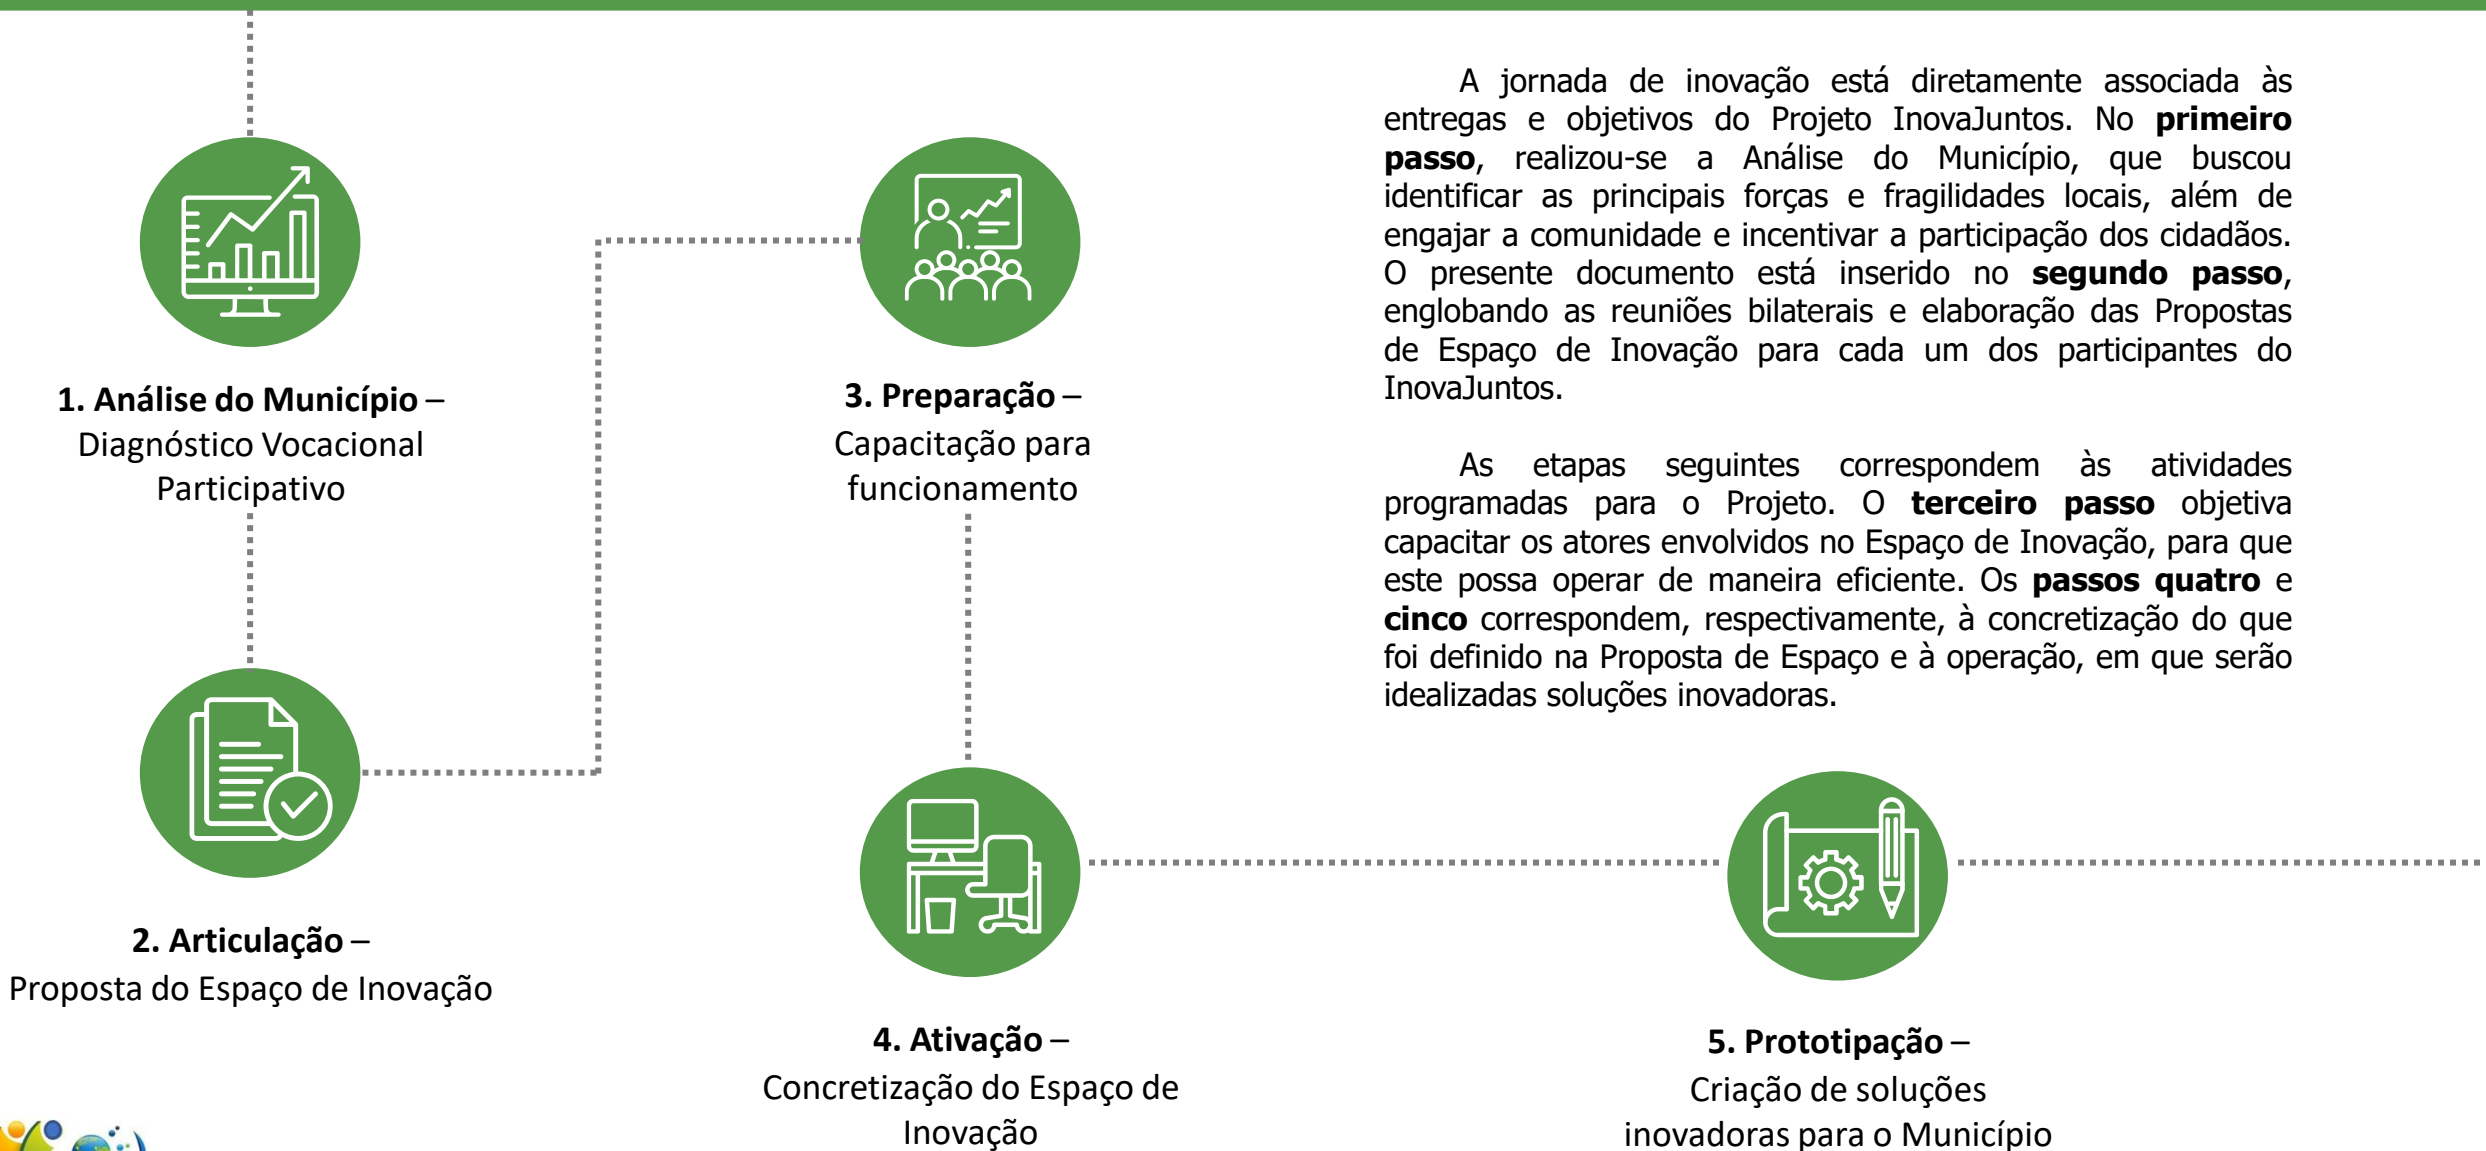 1. Análise do Município –
Diagnóstico Vocacional
Participativo
2. Articulação –
Proposta do Espaço de Inovação
3. Preparação –
Capacitação para
funcionamento
4. Ativação –
Concretização do Espaço de
Inovação
5. Prototipação –
Criação de soluções
inovadoras para o Município
A jornada de inovação está diretamente associada às
entregas e objetivos do Projeto InovaJuntos. No primeiro
passo, realizou-se a Análise do Município, que buscou
identificar as principais forças e fragilidades locais, além de
engajar a comunidade e incentivar a participação dos cidadãos.
O presente documento está inserido no segundo passo,
englobando as reuniões bilaterais e elaboração das Propostas
de Espaço de Inovação para cada um dos participantes do
InovaJuntos.
As etapas seguintes correspondem às atividades
programadas para o Projeto. O terceiro passo objetiva
capacitar os atores envolvidos no Espaço de Inovação, para que
este possa operar de maneira eficiente. Os passos quatro e
cinco correspondem, respectivamente, à concretização do que
foi definido na Proposta de Espaço e à operação, em que serão
idealizadas soluções inovadoras.